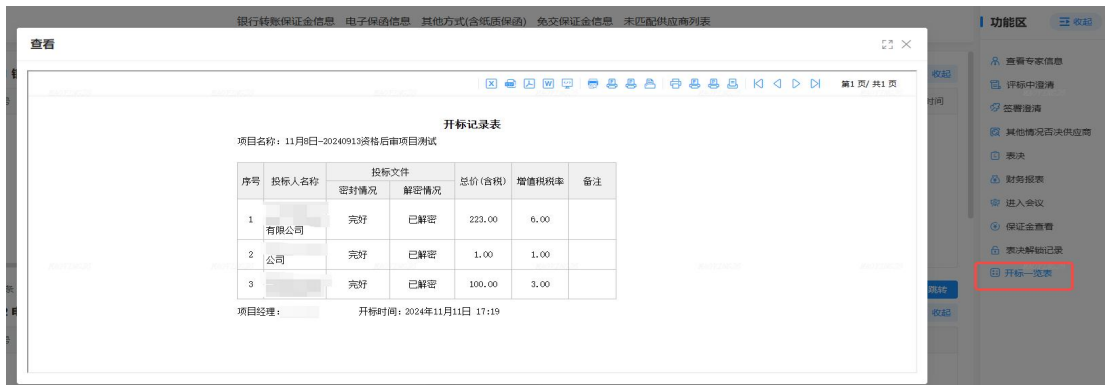 银行转账保证金信息 电子保函信息 其他方式(含纸质保函) 免交保证金信息 未匹配供应商列表
功能区 收起
查看
收起
第1 页/ 共1 页
时间
开标记录表
项目名称：11月8日-20240913资格后审项目测试
序号 投标人名称 投标文件 总价(含税) 增值税税率 备注
密封情况 解密情况
1 有限公司 完好 已解密 223.00 6.00
2 公司 完好 已解密 1.00 1.00
3 完好 已解密 100.00 3.00
项目经理： 开标时间：2024年11月11日 17:19
跳转
收起
查看专家信息
评标中澄清
签署澄清
其他情况否决供应商
表决
财务报表
进入会议
保证金查看
表决解锁记录
开标一览表